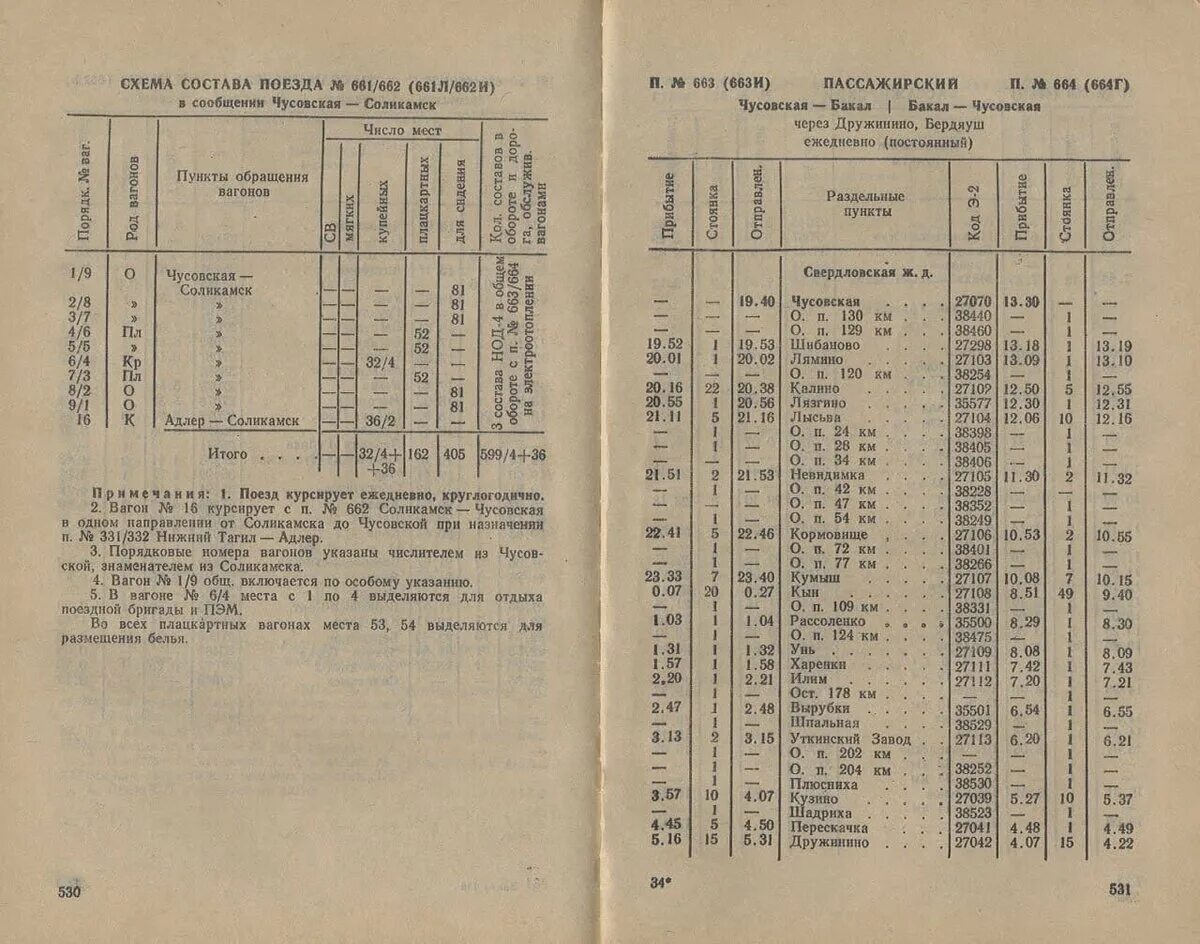 СХЕМА СОСТАВА ПОЕЗДА № 661/662 (661Л/662И)
в сообщении Чусовская — Соликамск
Порядк. № ваг.
Род вагонов
Пункты обращения
вагонов
Число мест
СВ
мягких
купейных
плацкартных
для сидения
Кол. составов в
обороте и доро-
га, обслужив.
вагонами
1/9 О Чусовская —
Соликамск — — — — 81
2/8 » » — — — — 81
3/7 » » — — — — 81
4/6 Пл » — — — 52 —
5/5 » » — — — 52 —
6/4 Кр » — — 32/4 — —
7/3 Пл » — — — 52 —
8/2 О » — — — — 81
9/1 О » — — — — 81
16 К Адлер — Соликамск — — 36/2 — —
3 состава НОД-4 в общем
обороте с п. № 663/664
на электроотоплении
Итого . . . . — — 32/4+ 162 405 599/4+36
+36
Примечания: 1. Поезд курсирует ежедневно, круглогодично.
2. Вагон № 16 курсирует с п. № 662 Соликамск — Чусовская
в одном направлении от Соликамска до Чусовской при назначении
п. № 331/332 Нижний Тагил — Адлер.
3. Порядковые номера вагонов указаны числителем из Чусов-
ской, знаменателем из Соликамска.
4. Вагон № 1/9 общ. включается по особому указанию.
5. В вагоне № 6/4 места с 1 по 4 выделяются для отдыха
поездной бригады и ПЭМ.
Во всех плацкартных вагонах места 53, 54 выделяются для
размещения белья.
530
П. № 663 (663И) ПАССАЖИРСКИЙ П. № 664 (664Г)
Чусовская — Бакал | Бакал — Чусовская
через Дружинино, Бердяуш
ежедневно (постоянный)
Прибытие
Стоянка
Отправлен.
Раздельные
пункты
Код Э-2
Прибытие
Стоянка
Отправлен.
Свердловская ж. д.
— — 19.40 Чусовская . . . . 27070 13.30 — —
— — — О. п. 130 км . . . 38440 — 1 —
— — — О. п. 129 км . . . 38460 — 1 —
19.52 1 19.53 Шибаново . . . . 27298 13.18 1 13.19
20.01 1 20.02 Лямино . . . . . 27103 13.09 1 13.10
— — — О. п. 120 км . . . 38254 — 1 —
20.16 22 20.38 Калино . . . . . 27102 12.50 5 12.55
20.55 1 20.56 Лязгино . . . . . 35577 12.30 1 12.31
21.11 5 21.16 Лысьва . . . . . 27104 12.06 10 12.16
— 1 — О. п. 24 км . . . . 38398 — 1 —
— 1 — О. п. 28 км . . . . 38405 — 1 —
— — — О. п. 34 км . . . . 38406 — 1 —
21.51 2 21.53 Невидимка . . . . 27105 11.30 2 11.32
— 1 — О. п. 42 км . . . . 38228 — — —
— — — О. п. 47 км . . . . 38352 — 1 —
— 1 — О. п. 54 км . . . . 38249 — 1 —
22.41 5 22.46 Кормовище . . . . 27106 10.53 2 10.55
— 1 — О. п. 72 км . . . . 38401 — 1 —
— 1 — О. п. 77 км . . . . 38266 — 1 —
23.33 7 23.40 Кумыш . . . . . 27107 10.08 7 10.15
0.07 20 0.27 Кын . . . . . . 27108 8.51 49 9.40
— 1 — О. п. 109 км . . . . 38331 — 1 —
1.03 1 1.04 Рассоленко . . . . 35500 8.29 1 8.30
— 1 — О. п. 124 км . . . . 38475 — 1 —
1.31 1 1.32 Унь . . . . . . . 27109 8.08 1 8.09
1.57 1 1.58 Харенки . . . . . 27111 7.42 1 7.43
2.20 1 2.21 Илим . . . . . . 27112 7.20 1 7.21
— 1 — Ост. 178 км . . . . — — 1 —
2.47 1 2.48 Вырубки . . . . . 35501 6.54 1 6.55
— 1 — Шпальная . . . . 38529 — 1 —
3.13 2 3.15 Уткинский Завод . . 27113 6.20 1 6.21
— 1 — О. п. 202 км . . . — — 1 —
— 1 — О. п. 204 км . . . 38252 — 1 —
— 1 — Плюсниха . . . . 38530 — 1 —
3.57 10 4.07 Кузино . . . . . 27039 5.27 10 5.37
— 1 — Шадриха . . . . 38523 — 1 —
4.45 5 4.50 Перескачка . . . 27041 4.48 1 4.49
5.16 15 5.31 Дружинино . . . . 27042 4.07 15 4.22
34*
531